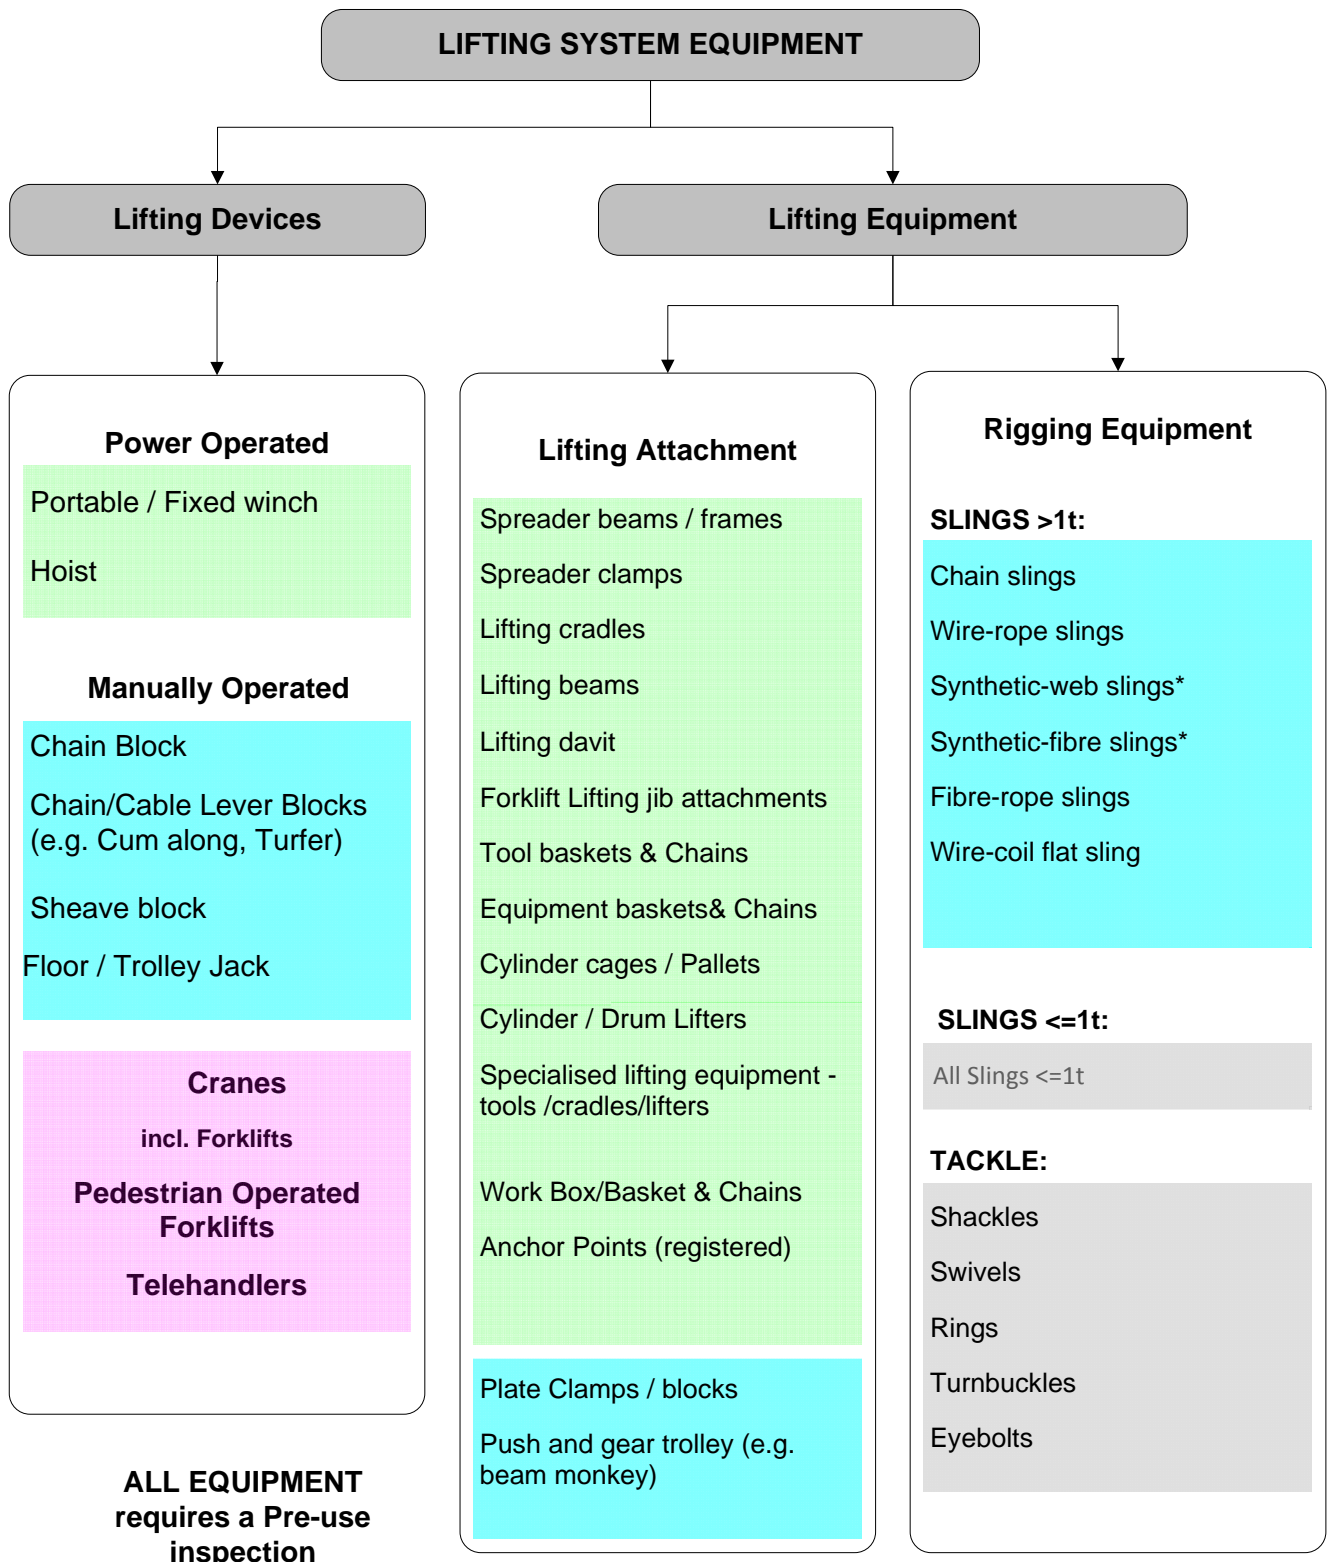 LIFTING SYSTEM EQUIPMENT
Lifting Devices
Lifting Equipment
Power Operated
Portable / Fixed winch
Hoist
Manually Operated
Chain Block
Chain/Cable Lever Blocks
(e.g. Cum along, Turfer)
Sheave block
Floor / Trolley Jack
Cranes
incl. Forklifts
Pedestrian Operated
Forklifts
Telehandlers
ALL EQUIPMENT
requires a Pre-use
inspection
Lifting Attachment
Spreader beams / frames
Spreader clamps
Lifting cradles
Lifting beams
Lifting davit
Forklift Lifting jib attachments
Tool baskets & Chains
Equipment baskets& Chains
Cylinder cages / Pallets
Cylinder / Drum Lifters
Specialised lifting equipment -
tools /cradles/lifters
Work Box/Basket & Chains
Anchor Points (registered)
Plate Clamps / blocks
Push and gear trolley (e.g.
beam monkey)
Rigging Equipment
SLINGS >1t:
Chain slings
Wire-rope slings
Synthetic-web slings*
Synthetic-fibre slings*
Fibre-rope slings
Wire-coil flat sling
SLINGS <=1t:
All Slings <=1t
TACKLE:
Shackles
Swivels
Rings
Turnbuckles
Eyebolts